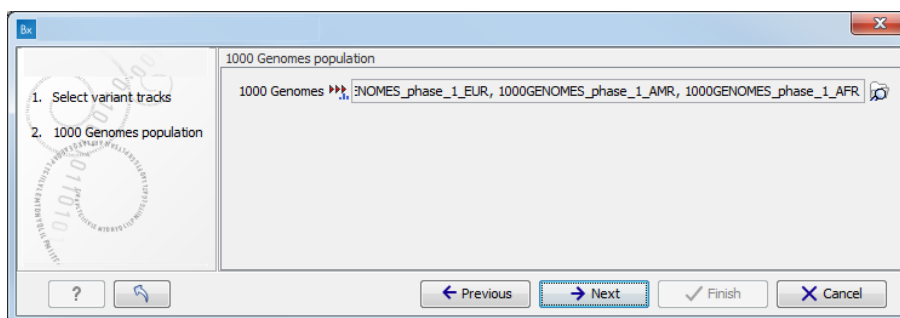 Bx
1000 Genomes population
1. Select variant tracks
2. 1000 Genomes population
1000 Genomes ENOMES_phase_1_EUR, 1000GENOMES_phase_1_AMR, 1000GENOMES_phase_1_AFR
?
Previous
Next
Finish
Cancel